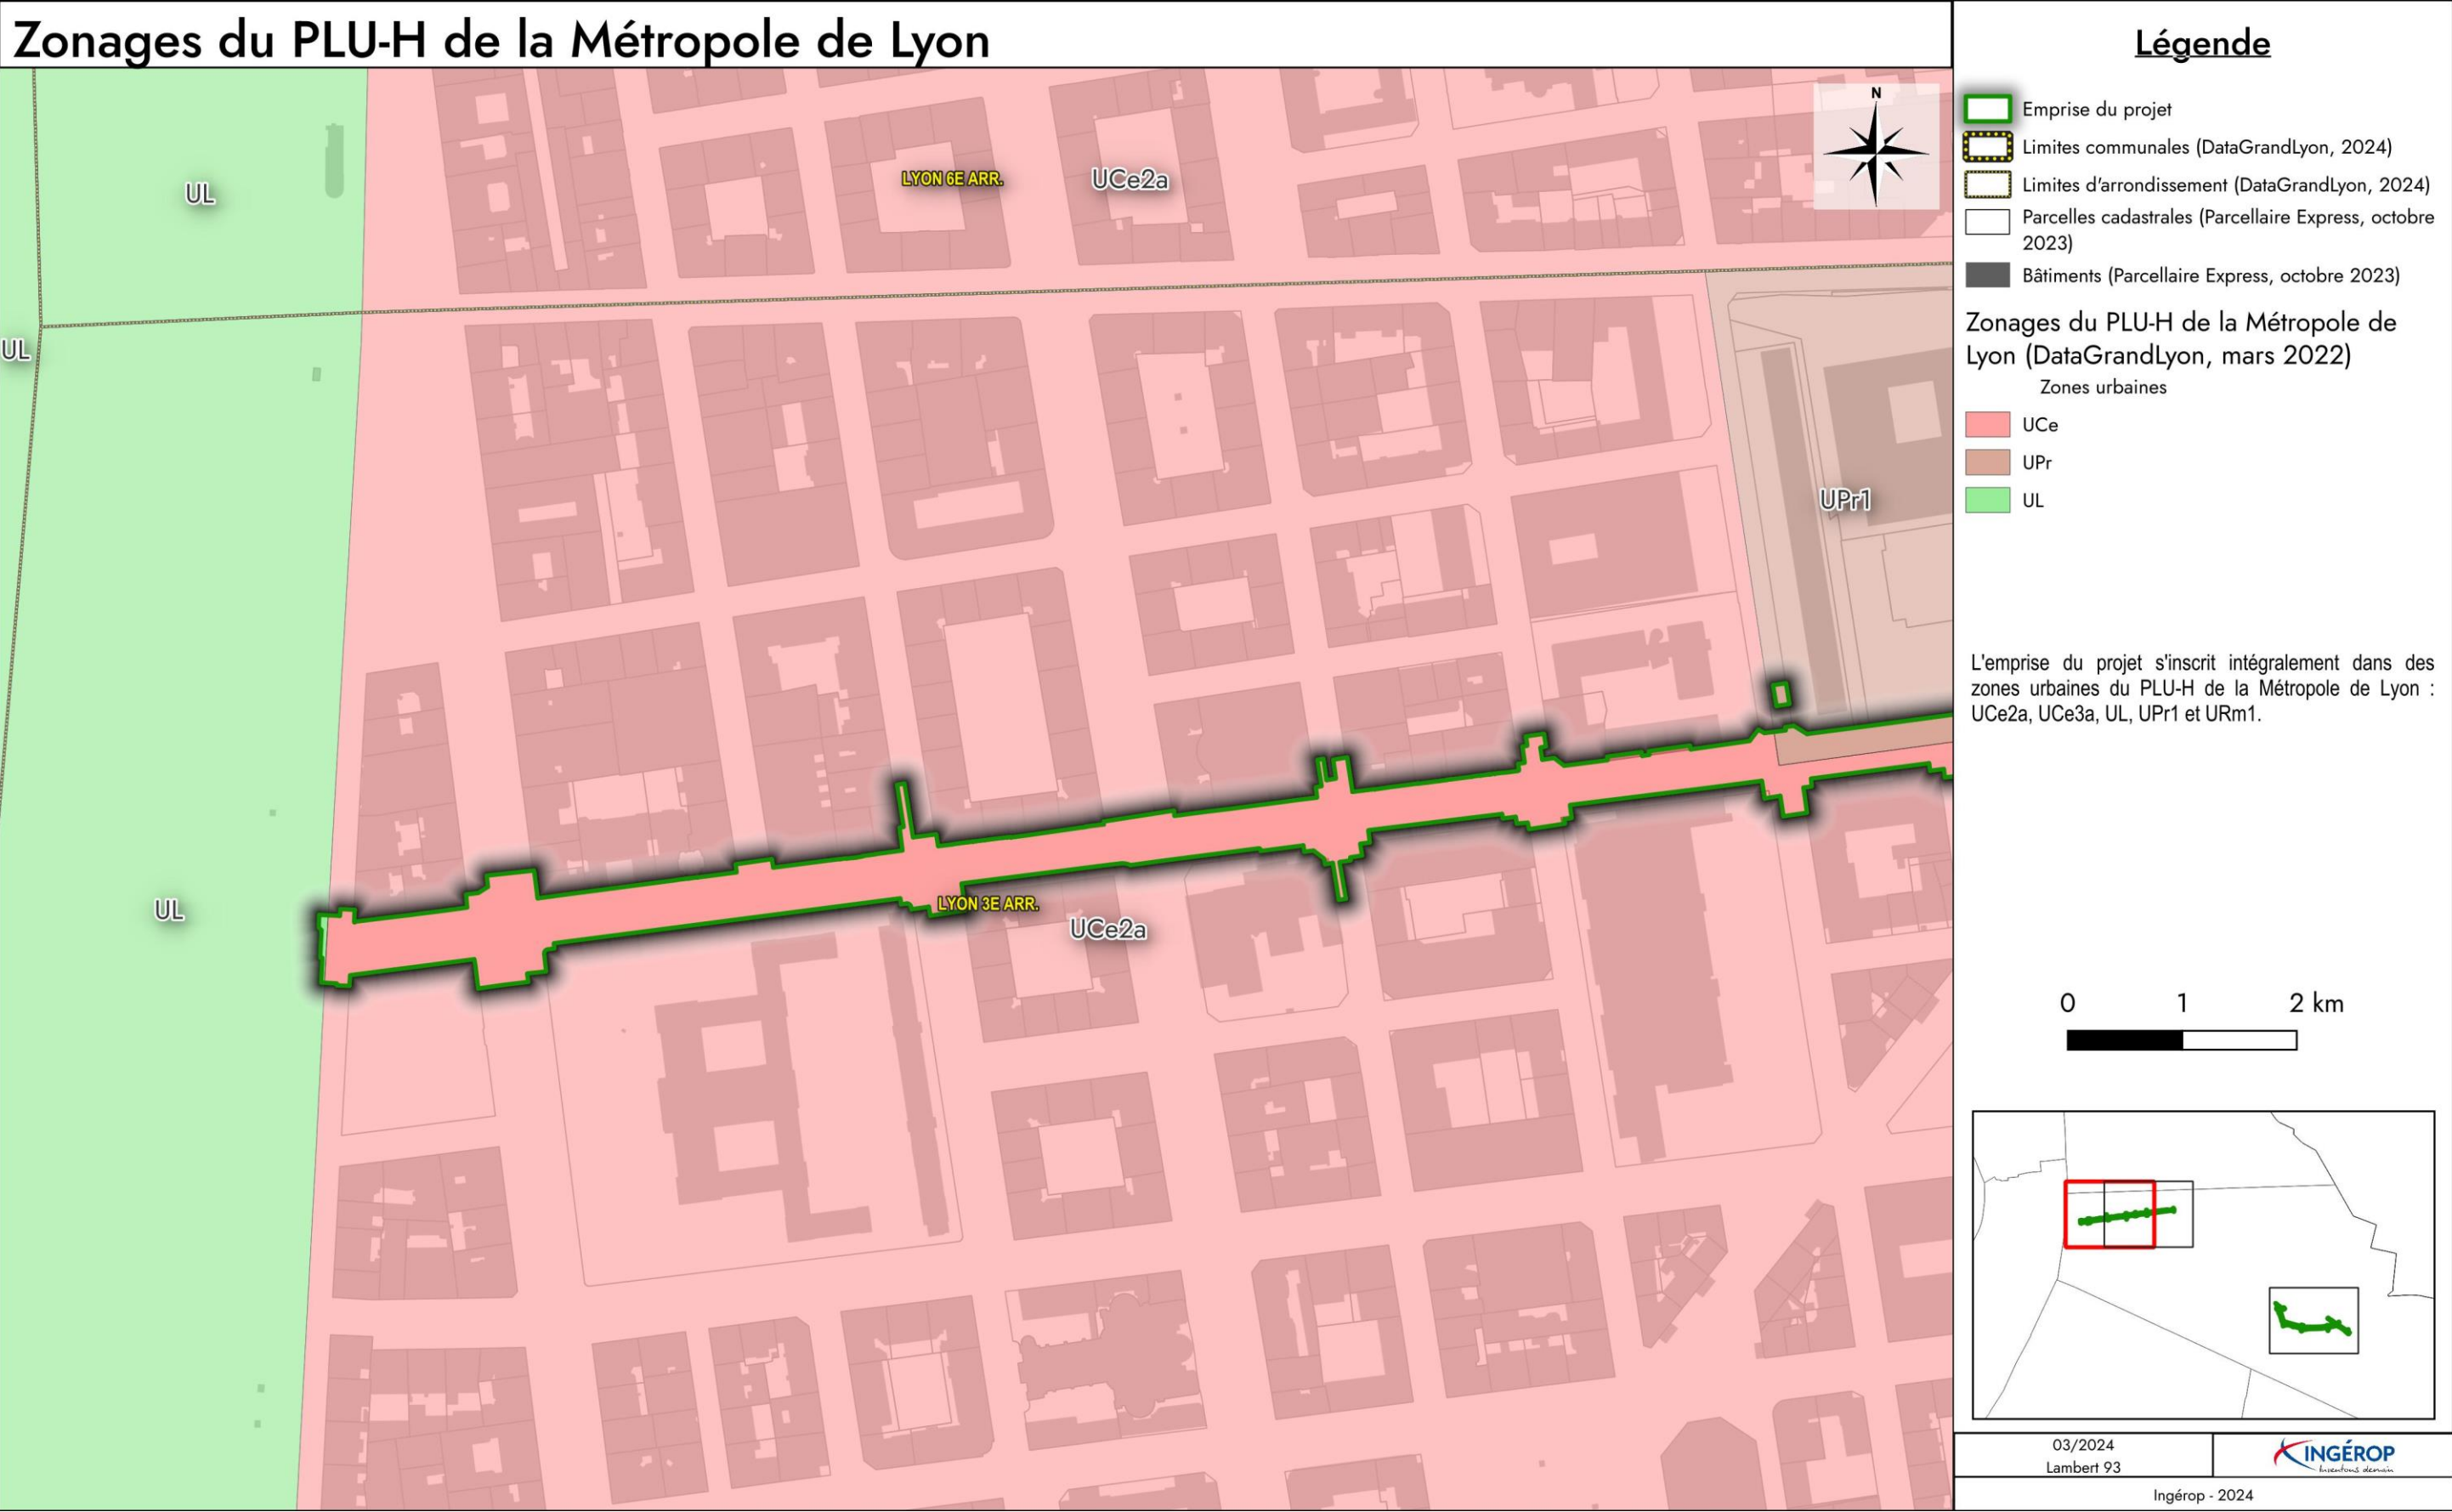 Zonages du PLU-H de la Métropole de Lyon
UL
LYON 6E ARR.
UCe2a
N
UL
UPr1
UL
LYON 3E ARR.
UCe2a
Légende
Emprise du projet
Limites communales (DataGrandLyon, 2024)
Limites d'arrondissement (DataGrandLyon, 2024)
Parcelles cadastrales (Parcellaire Express, octobre
2023)
Bâtiments (Parcellaire Express, octobre 2023)
Zonages du PLU-H de la Métropole de
Lyon (DataGrandLyon, mars 2022)
Zones urbaines
UCe
UPr
UL
L'emprise du projet s'inscrit intégralement dans des
zones urbaines du PLU-H de la Métropole de Lyon :
UCe2a, UCe3a, UL, UPr1 et URm1.
0 1 2 km
03/2024
Lambert 93
INGÉROP
Inventons demain
Ingérop - 2024